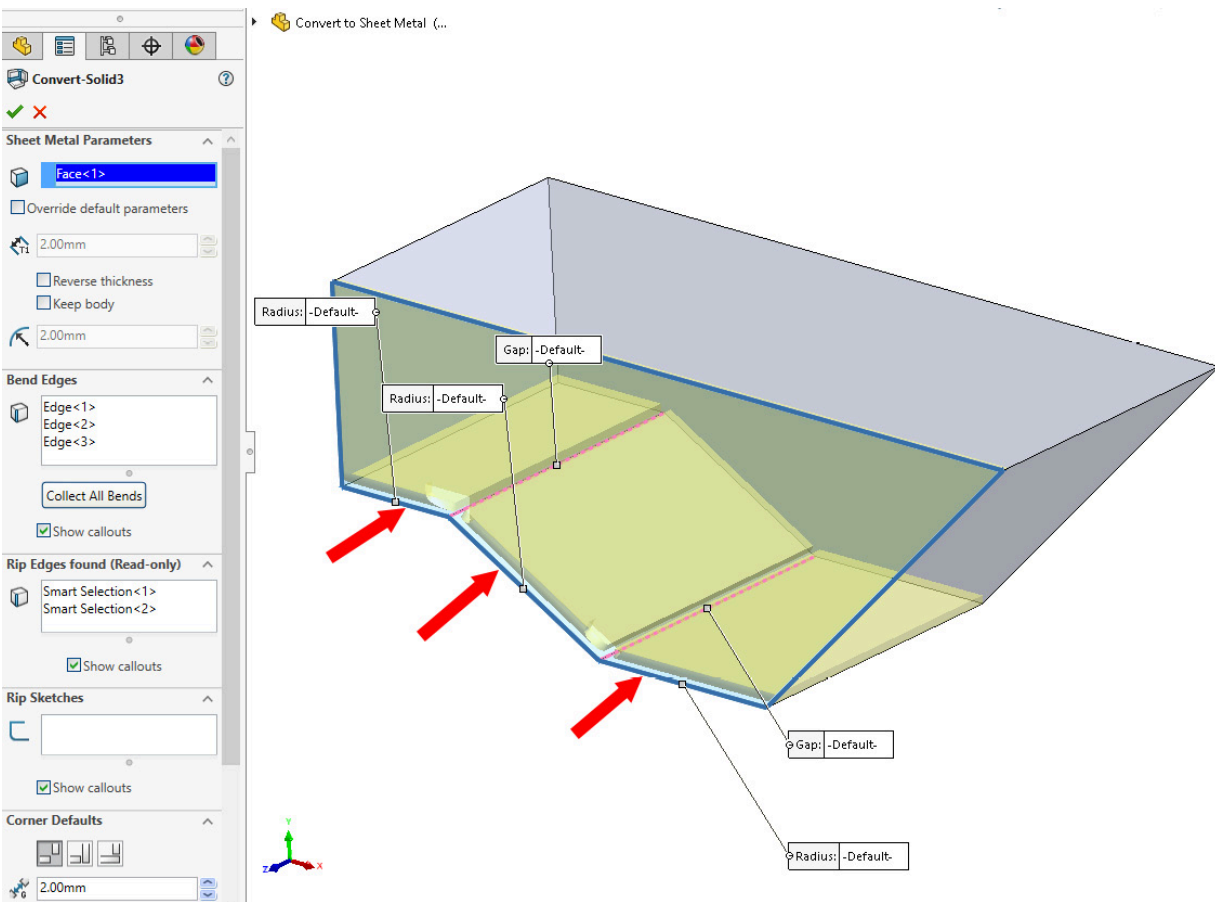 Convert to Sheet Metal (...
Convert-Solid3
Sheet Metal Parameters
Face<1>
Override default parameters
T1
2.00mm
Reverse thickness
Keep body
2.00mm
Bend Edges
Edge<1>
Edge<2>
Edge<3>
Collect All Bends
Show callouts
Rip Edges found (Read-only)
Smart Selection<1>
Smart Selection<2>
Show callouts
Rip Sketches
Show callouts
Corner Defaults
G
2.00mm
Radius: -Default-
Gap: -Default-
Radius: -Default-
Gap: -Default-
Radius: -Default-
Y
Z
X